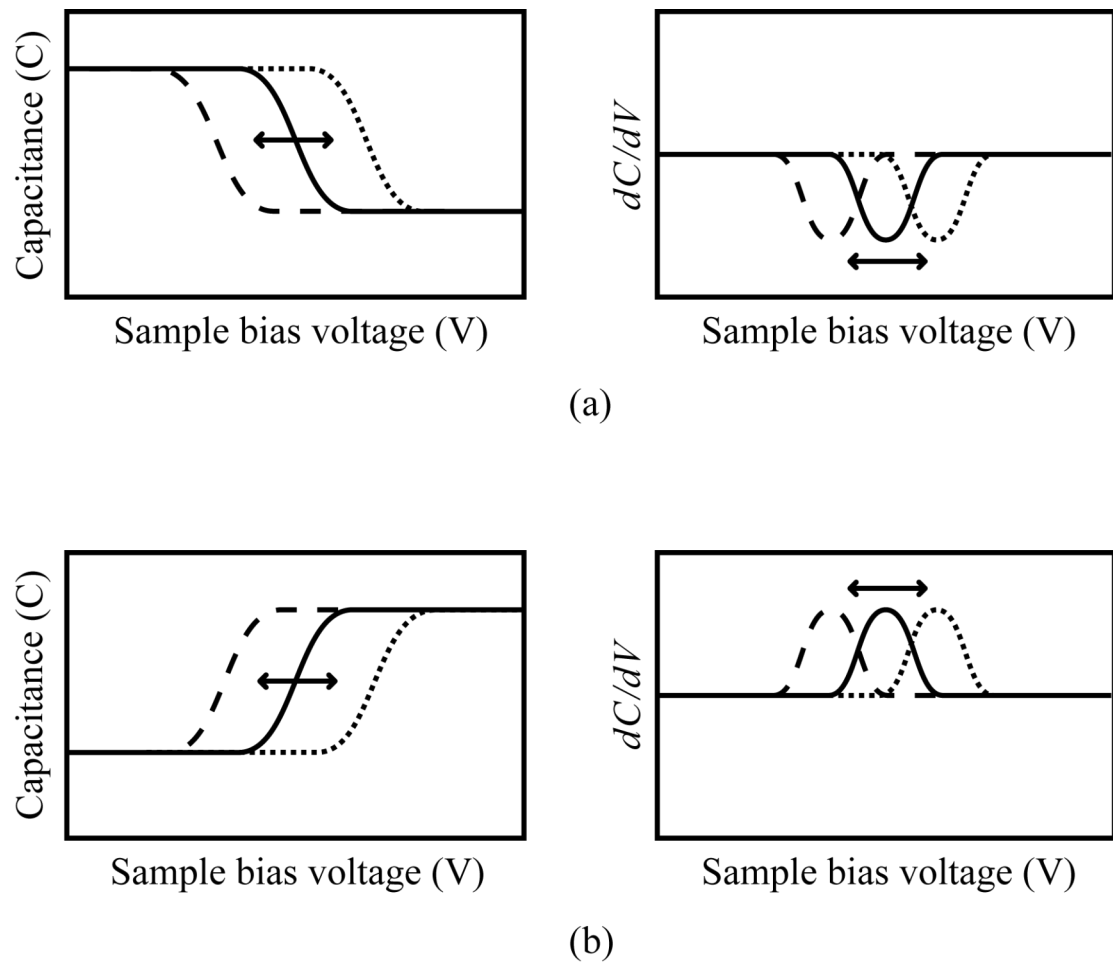 Capacitance (C)
dC/dV
Sample bias voltage (V)
Sample bias voltage (V)
(a)
Capacitance (C)
dC/dV
Sample bias voltage (V)
Sample bias voltage (V)
(b)